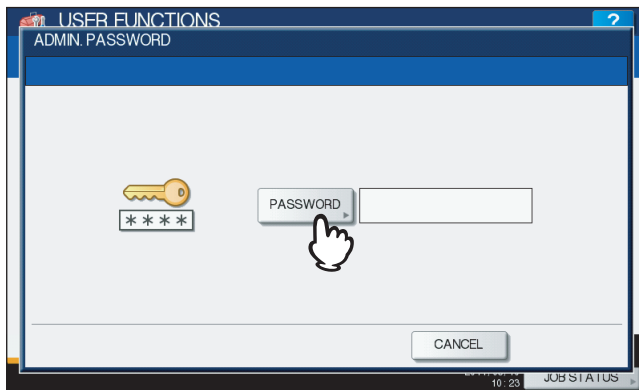 USER FUNCTIONS
?
ADMIN. PASSWORD
****
PASSWORD
CANCEL
10:23
JOB STATUS